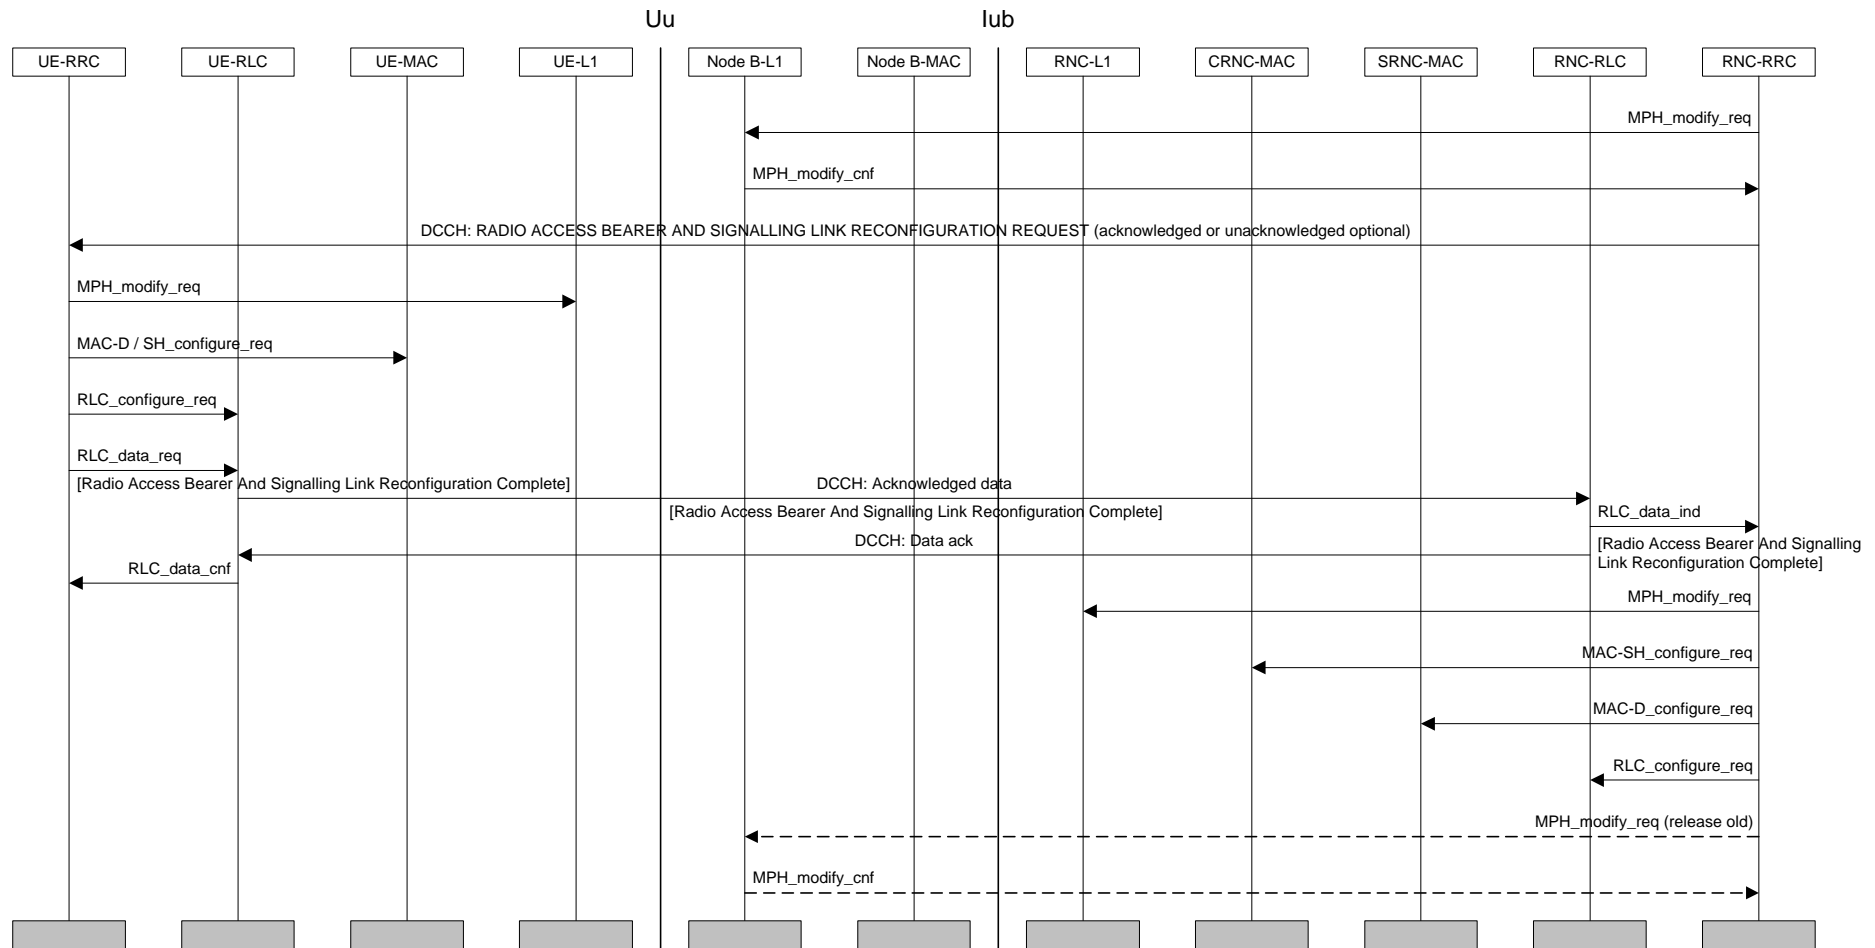 Uu
Iub
UE-RRC
UE-RLC
UE-MAC
UE-L1
Node B-L1
Node B-MAC
RNC-L1
CRNC-MAC
SRNC-MAC
RNC-RLC
RNC-RRC
MPH_modify_req
MPH_modify_cnf
DCCH: RADIO ACCESS BEARER AND SIGNALLING LINK RECONFIGURATION REQUEST (acknowledged or unacknowledged optional)
MPH_modify_req
MAC-D / SH_configure_req
RLC_configure_req
RLC_data_req
[Radio Access Bearer And Signalling Link Reconfiguration Complete]
DCCH: Acknowledged data
[Radio Access Bearer And Signalling Link Reconfiguration Complete]
RLC_data_ind
DCCH: Data ack
[Radio Access Bearer And Signalling
Link Reconfiguration Complete]
RLC_data_cnf
MPH_modify_req
MAC-SH_configure_req
MAC-D_configure_req
RLC_configure_req
MPH_modify_req (release old)
MPH_modify_cnf